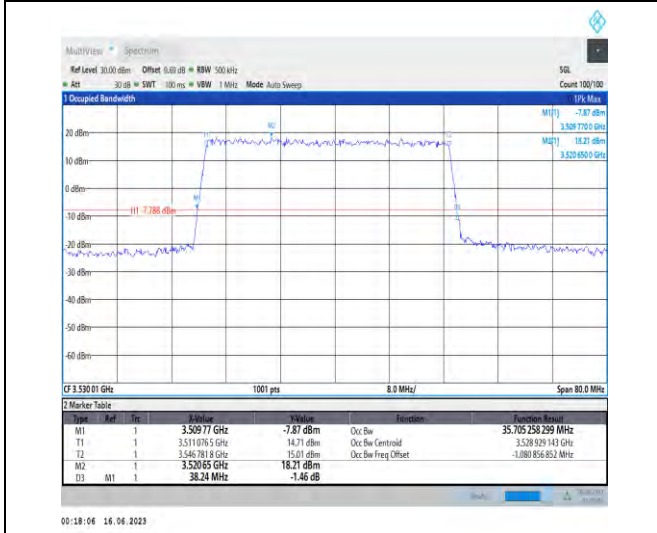 MultiView Spectrum
Ref Level 30.00 dBm Offset 9.69 dB RBW 500 kHz SGL
Att 30 dB SWT 100 ms VBW 1 MHz Mode Auto Sweep Count 100/100
1 Occupied Bandwidth 1Pk Max
M1(1) -7.87 dBm
3.509 770 0 GHz
18.21 dBm
3.520 650 0 GHz
M2
T1
T2
20 dBm
10 dBm
0 dBm
M1
H1 -7.788 dBm
-10 dBm
-20 dBm
-30 dBm
-40 dBm
-50 dBm
-60 dBm
CF 3.530 01 GHz 1001 pts 8.0 MHz/ Span 80.0 MHz
2 Marker Table
Type Ref Trc X-Value Y-Value Function Function Result
M1 1 3.509 77 GHz -7.87 dBm Occ Bw 35.705 258 299 MHz
T1 1 3.511 076 5 GHz 14.71 dBm Occ Bw Centroid 3.528 929 143 GHz
T2 1 3.546 781 8 GHz 15.01 dBm Occ Bw Freq Offset -1.080 856 852 MHz
M2 1 3.520 65 GHz 18.21 dBm
D3 M1 1 38.24 MHz -1.46 dB
00:18:06 16.06.2023